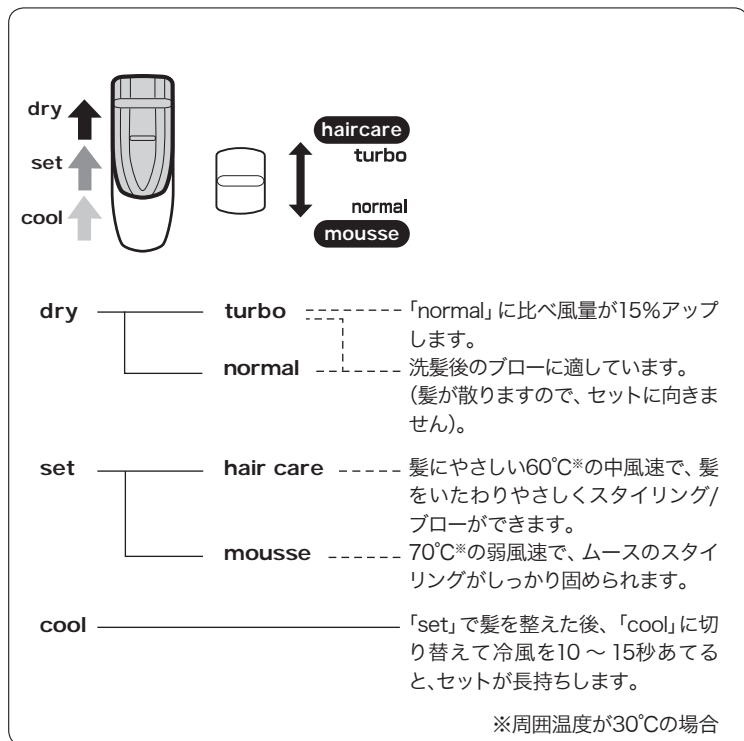 dry
set
cool
haircare
turbo
normal
mousse
dry
turbo
「normal」に比べ風量が15%アップ
します。
normal
洗髪後のブローに適しています。
(髪が散りますので、セットに向きま
せん)。
set
hair care
髪にやさしい60℃※の中風速で、髪
をいたわりやさしくスタイリング/
ブローができます。
mousse
70℃※の弱風速で、ムースのスタイ
リングがしっかり固められます。
cool
「set」で髪を整えた後、「cool」に切
り替えて冷風を10 ~ 15秒あてる
と、セットが長持ちします。
※周囲温度が30℃の場合